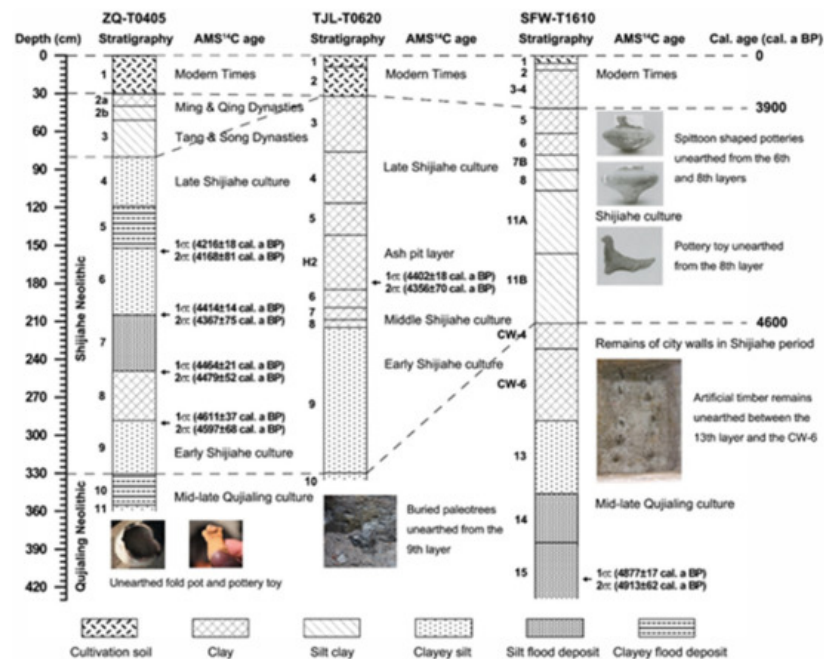 ZQ-T0405 TJL-T0620 SFW-T1610
Depth (cm) Stratigraphy AMS¹⁴C age Stratigraphy AMS¹⁴C age Stratigraphy AMS¹⁴C age Cal. age (cal. a BP)
0
30
60
90
120
150
180
210
240
270
300
330
360
390
420
Shijiahe Neolithic
Qujialing Neolithic
1
2a
2b
3
4
5
6
7
8
9
10
11
Modern Times
Ming & Qing Dynasties
Tang & Song Dynasties
Late Shijiahe culture
1σ: (4216±18 cal. a BP)
2σ: (4168±81 cal. a BP)
1σ: (4414±14 cal. a BP)
2σ: (4367±75 cal. a BP)
1σ: (4464±21 cal. a BP)
2σ: (4479±52 cal. a BP)
1σ: (4611±37 cal. a BP)
2σ: (4597±68 cal. a BP)
Early Shijiahe culture
Mid-late Qujialing culture
Unearthed fold pot and pottery toy
1
2
3
4
5
H2
6
7
8
9
10
Modern Times
Late Shijiahe culture
Ash pit layer
1σ: (4402±18 cal. a BP)
2σ: (4356±70 cal. a BP)
Middle Shijiahe culture
Early Shijiahe culture
Buried paleotrees
unearthed from the
9th layer
1
2
3-4
5
6
7B
8
11A
11B
CW-4
CW-6
13
14
15
Modern Times
Spittoon shaped potteries
unearthed from the 6th
and 8th layers
Shijiahe culture
Pottery toy unearthed
from the 8th layer
Remains of city walls in Shijiahe period
Artificial timber remains
unearthed between the
13th layer and the CW-6
Mid-late Qujialing culture
1σ: (4877±17 cal. a BP)
2σ: (4913±62 cal. a BP)
0
3900
4600
Cultivation soil Clay Silt clay Clayey silt Silt flood deposit Clayey flood deposit